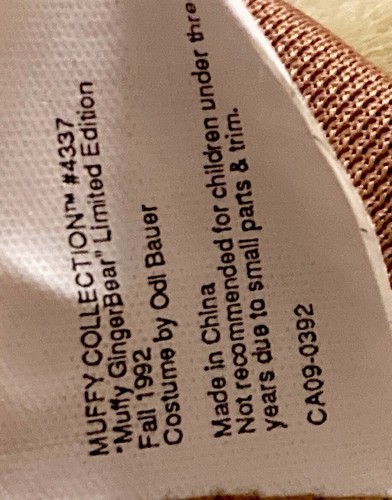 MUFFY COLLECTION™ #4337
"Muffy GingerBear" Limited Edition
Fall 1992
Costume by Odl Bauer
Made in China
Not recommended for children under thre
years due to small parts & trim.
CA09-0392